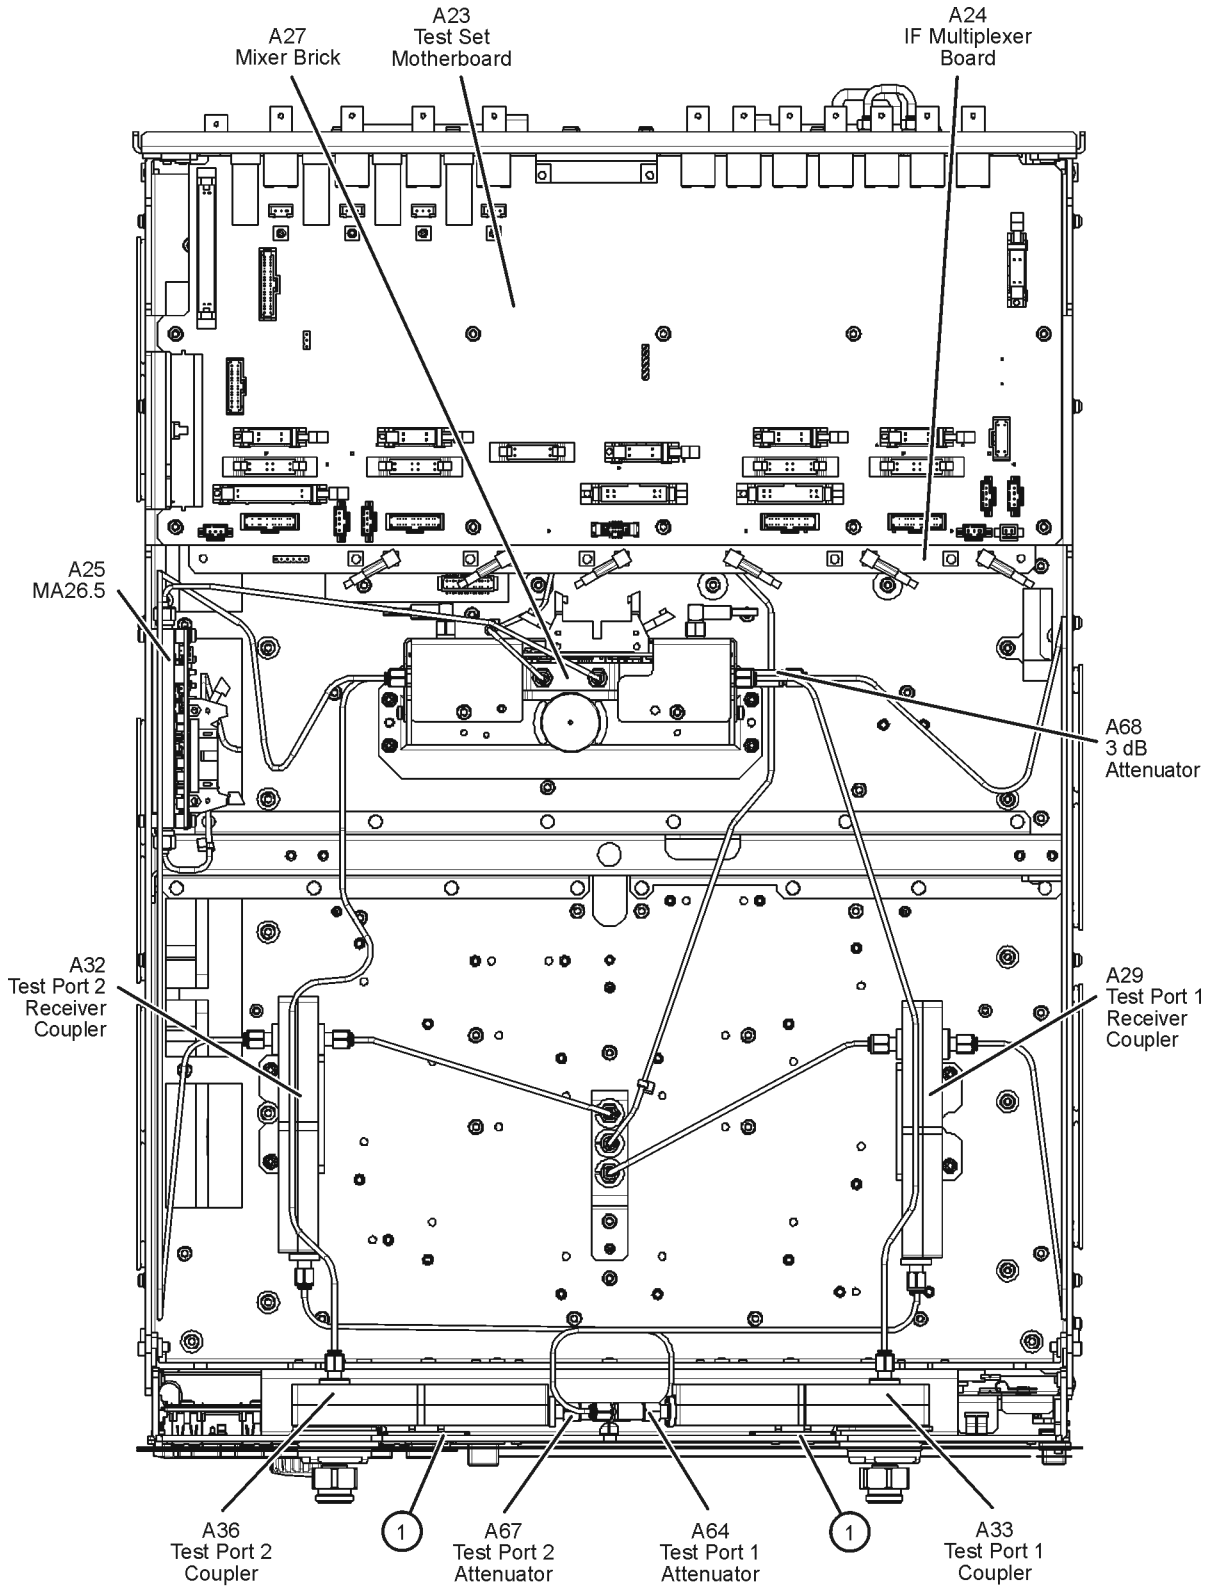 A27
Mixer Brick
A23
Test Set
Motherboard
A24
IF Multiplexer
Board
A25
MA26.5
A68
3 dB
Attenuator
A32
Test Port 2
Receiver
Coupler
A29
Test Port 1
Receiver
Coupler
A36
Test Port 2
Coupler
1
A67
Test Port 2
Attenuator
A64
Test Port 1
Attenuator
1
A33
Test Port 1
Coupler